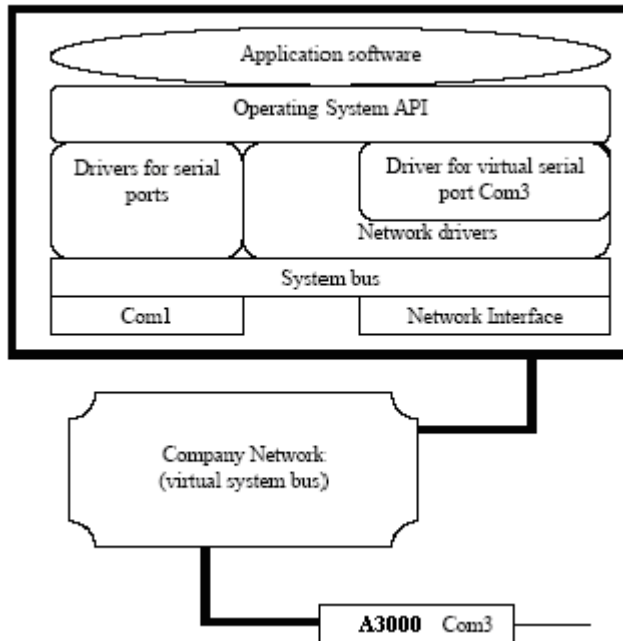 Application software
Operating System API
Drivers for serial
ports
Driver for virtual serial
port Com3
Network drivers
System bus
Com1
Network Interface
Company Network:
(virtual system bus)
A3000 Com3